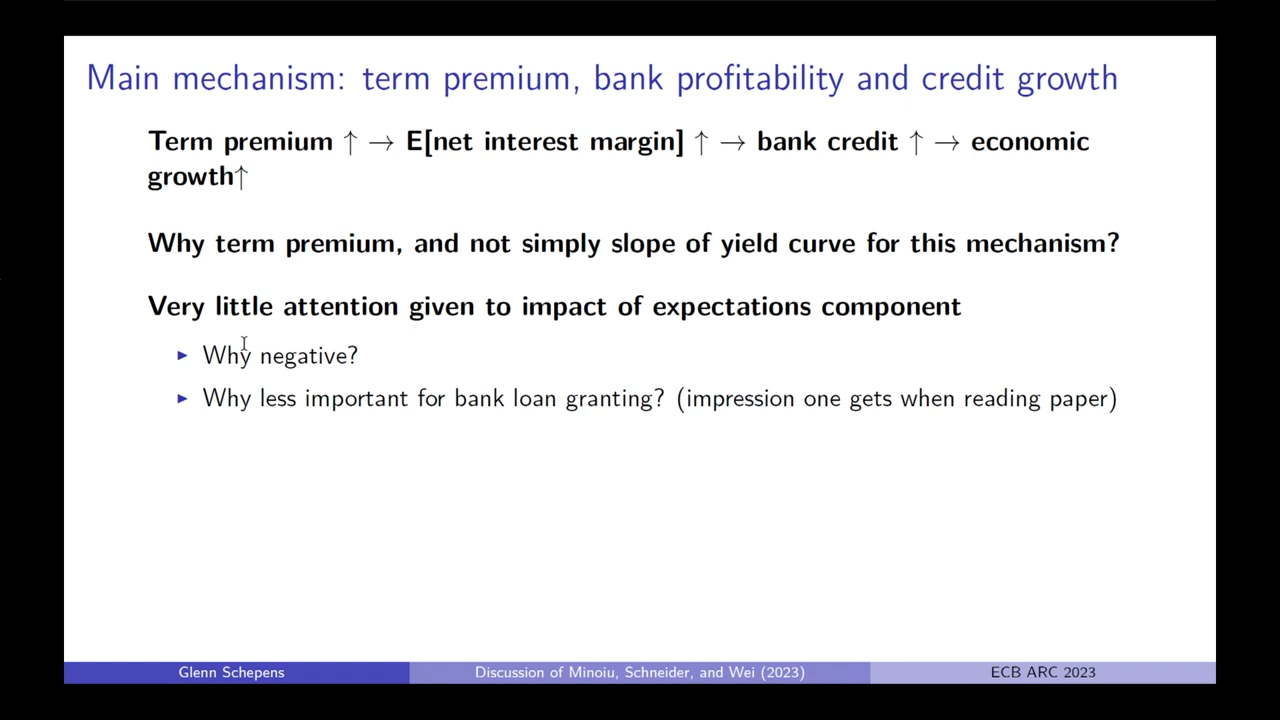 Main mechanism: term premium, bank profitability and credit growth
Term premium ↑ → E[net interest margin] ↑ → bank credit ↑ → economic
growth↑
Why term premium, and not simply slope of yield curve for this mechanism?
Very little attention given to impact of expectations component
▶ Why negative?
▶ Why less important for bank loan granting? (impression one gets when reading paper)
Glenn Schepens
Discussion of Minoiu, Schneider, and Wei (2023)
ECB ARC 2023